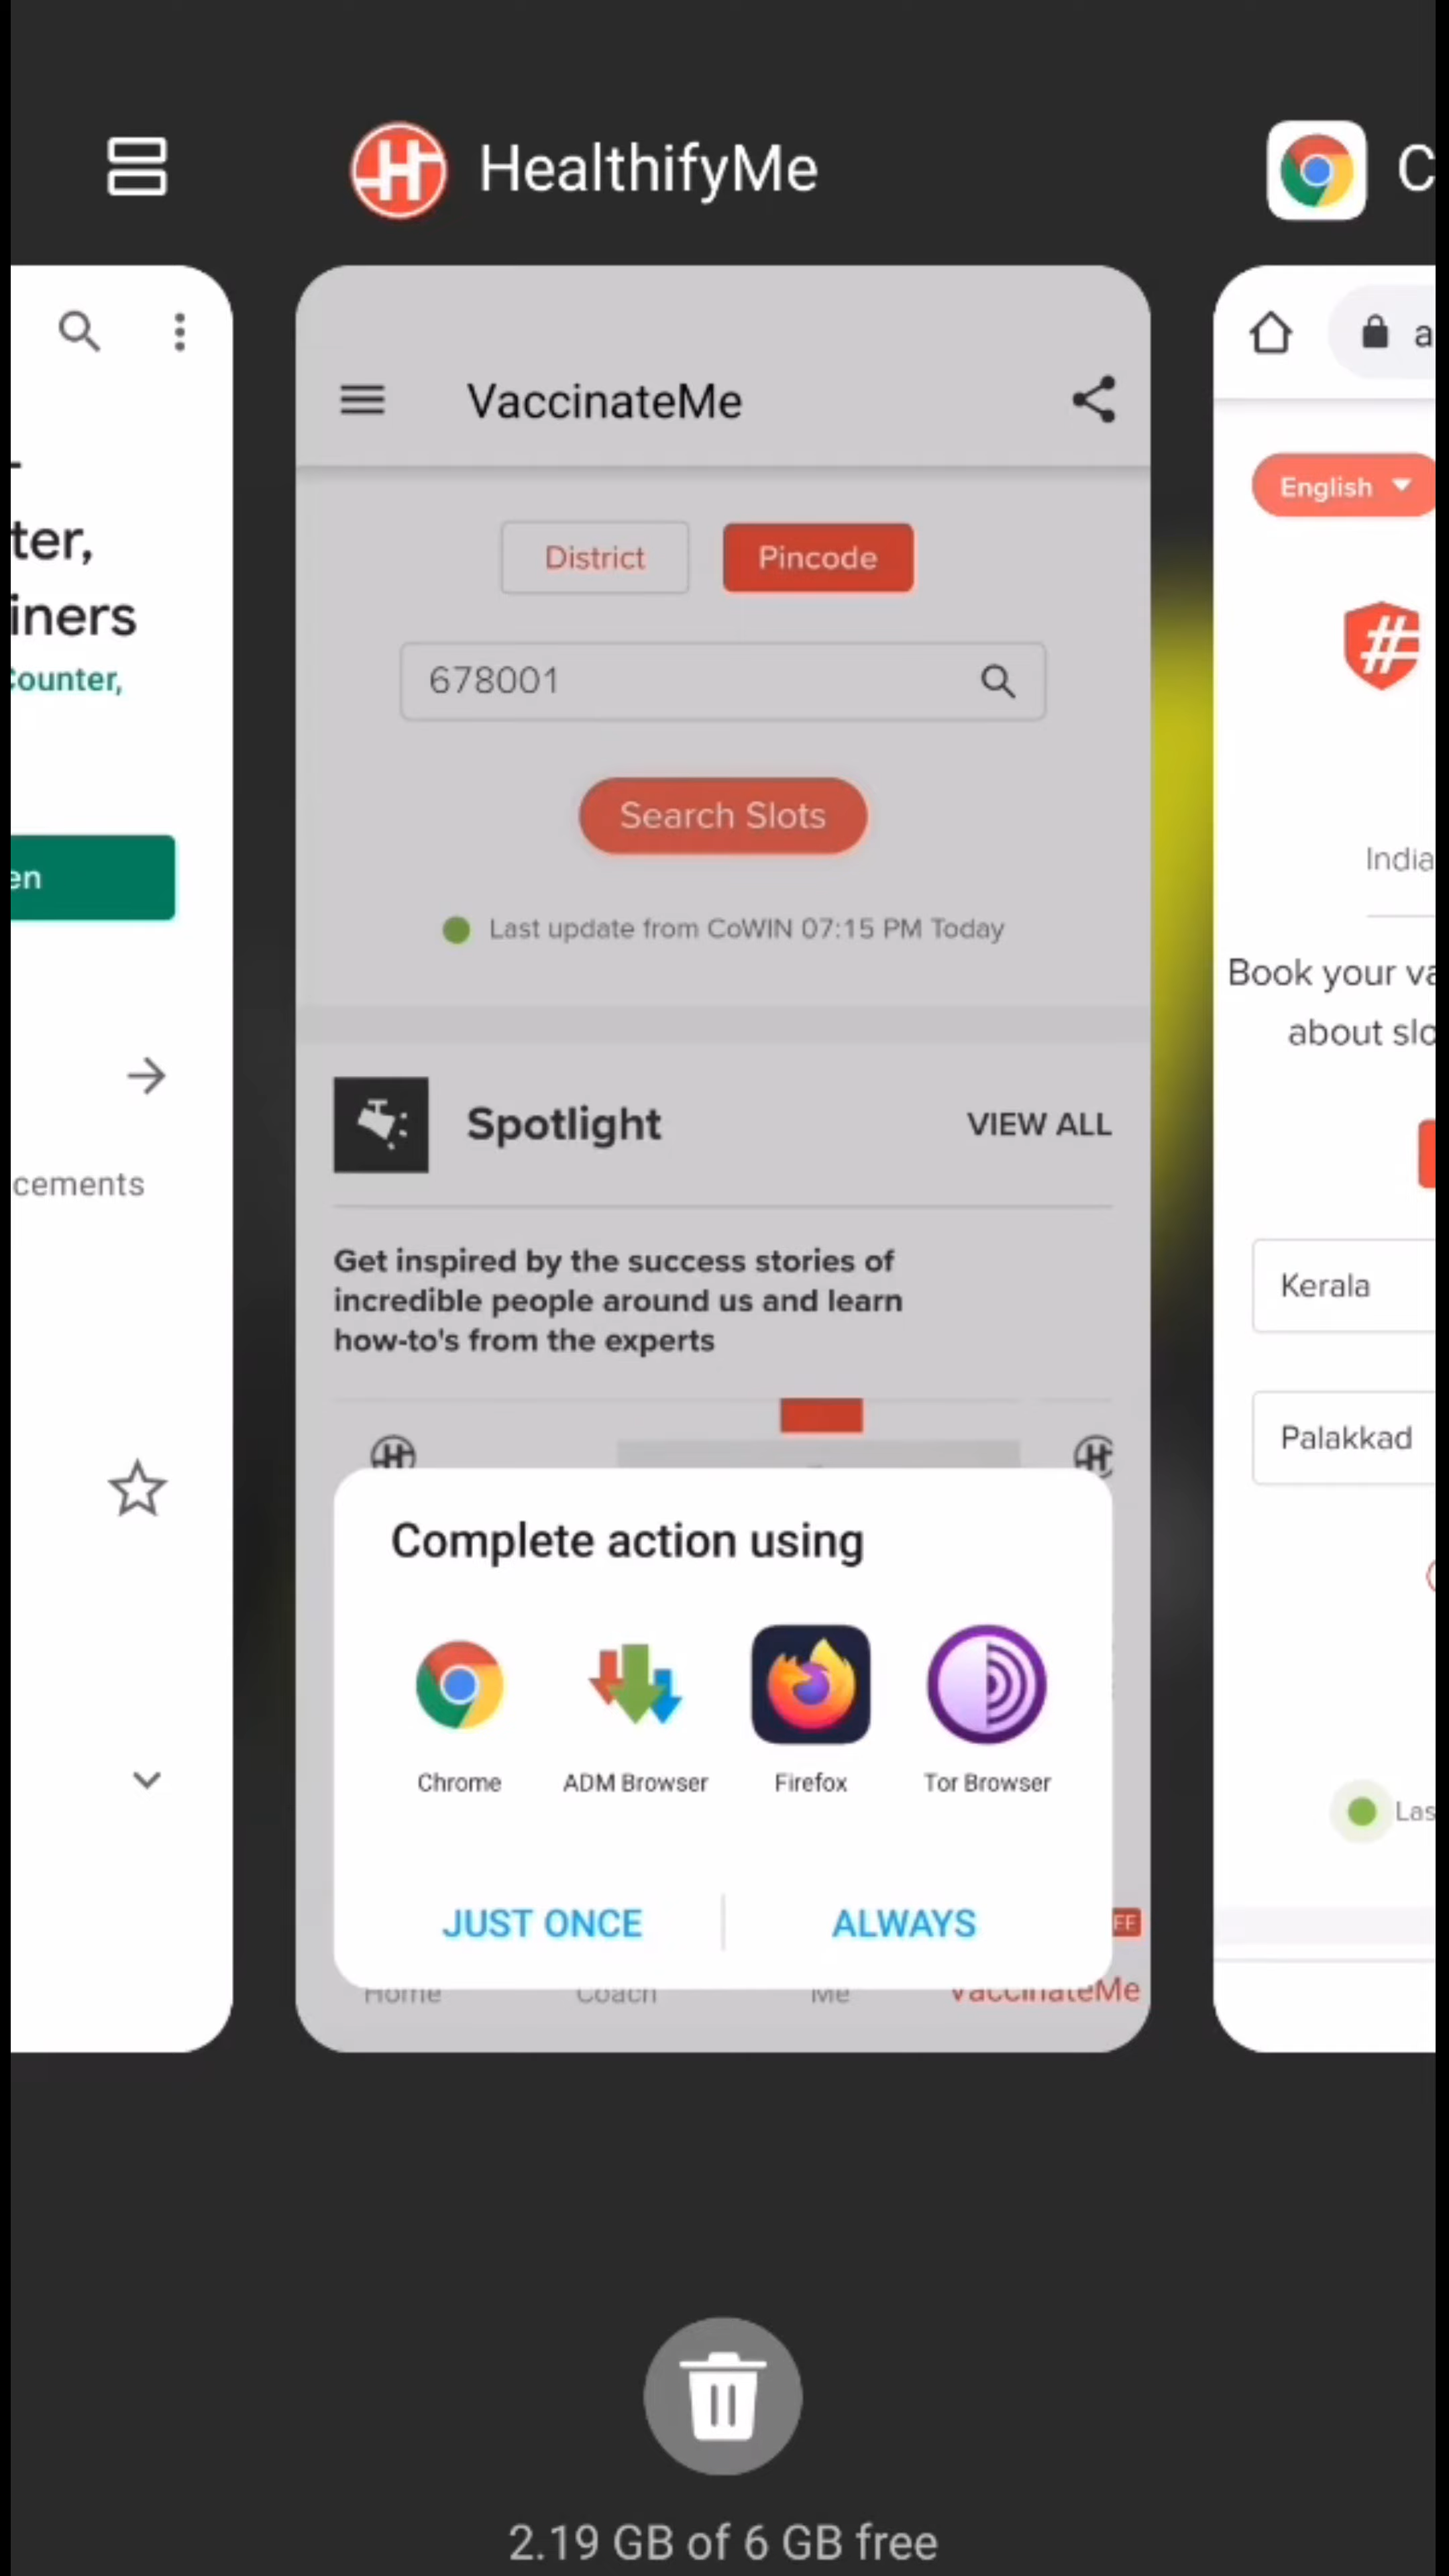 HealthifyMe
VaccinateMe
District
Pincode
678001
Search Slots
Last update from CoWIN 07:15 PM Today
Spotlight
VIEW ALL
Get inspired by the success stories of
incredible people around us and learn
how-to's from the experts
Complete action using
Chrome
ADM Browser
Firefox
Tor Browser
JUST ONCE
ALWAYS
EE
Home
Coach
Me
VaccinateMe
ter,
iners
Counter,
en
cements
C
a
English
#
India
Book your va
about slo
Kerala
Palakkad
Las
2.19 GB of 6 GB free